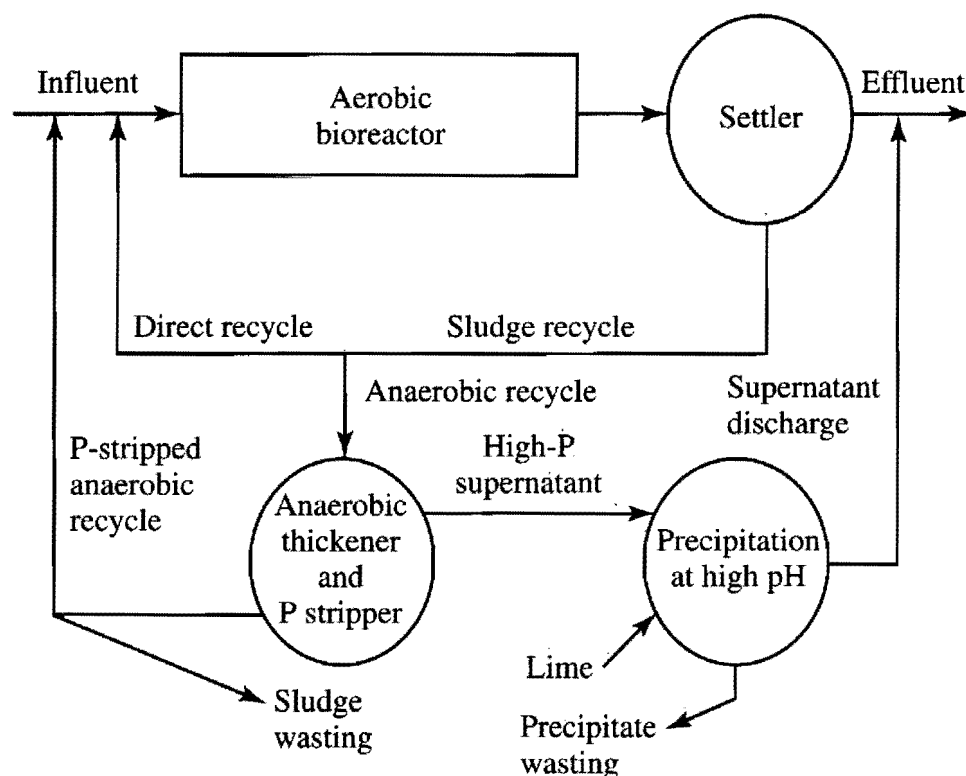 Influent
Aerobic
bioreactor
Settler
Effluent
Direct recycle
Sludge recycle
Anaerobic recycle
Supernatant
discharge
P-stripped
anaerobic
recycle
High-P
supernatant
Anaerobic
thickener
and
P stripper
Precipitation
at high pH
Lime
Sludge
wasting
Precipitate
wasting